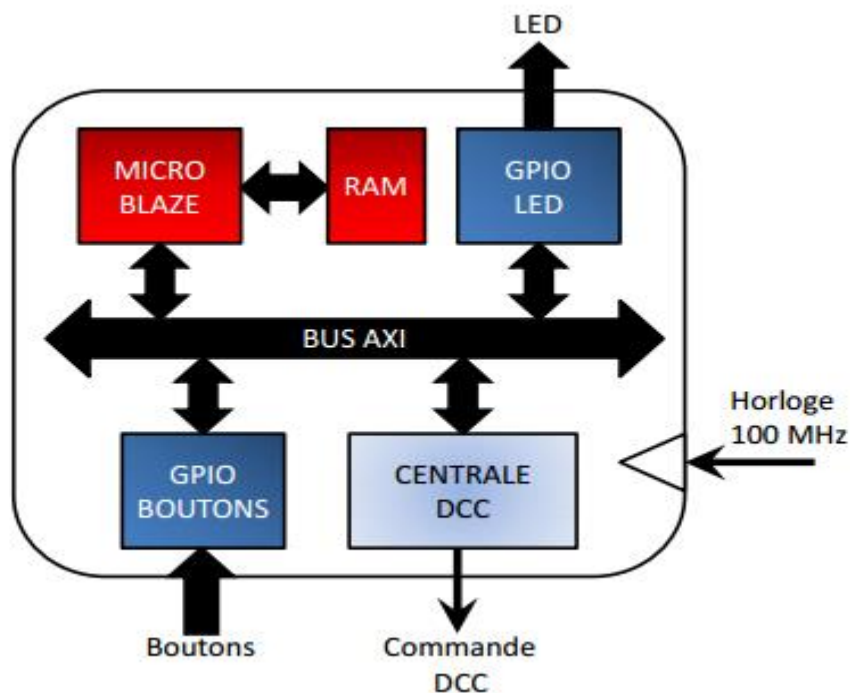 LED
MICRO
BLAZE
RAM
GPIO
LED
BUS AXI
Horloge
100 MHz
GPIO
BOUTONS
CENTRALE
DCC
Boutons
Commande
DCC